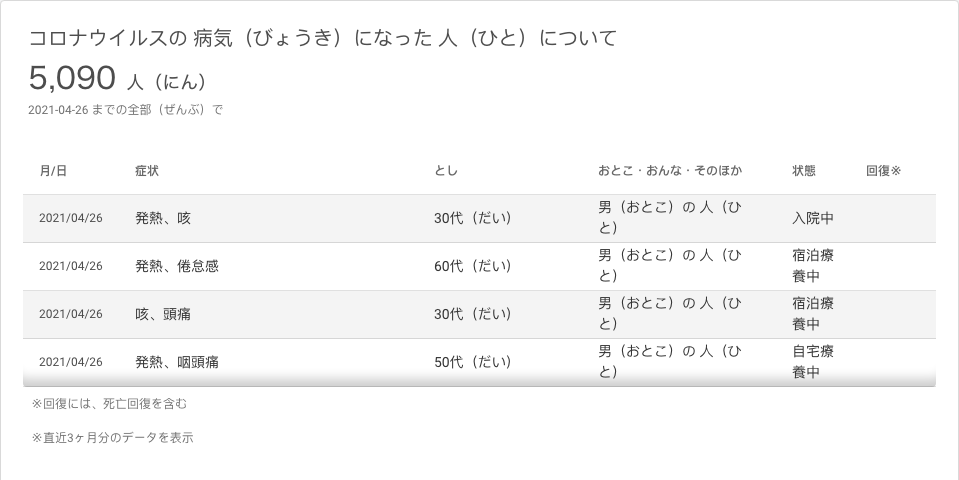 コロナウイルスの 病気（びょうき）になった 人（ひと）について
5,090 人（にん）
2021-04-26 までの全部（ぜんぶ）で
月/日 症状 とし おとこ・おんな・そのほか 状態 回復※
2021/04/26 発熱、咳 30代（だい） 男（おとこ）の 人（ひ 入院中
と）
2021/04/26 発熱、倦怠感 60代（だい） 男（おとこ）の 人（ひ 宿泊療
と） 養中
2021/04/26 咳、頭痛 30代（だい） 男（おとこ）の 人（ひ 宿泊療
と） 養中
2021/04/26 発熱、咽頭痛 50代（だい） 男（おとこ）の 人（ひ 自宅療
と） 養中
※回復には、死亡回復を含む
※直近3ヶ月分のデータを表示